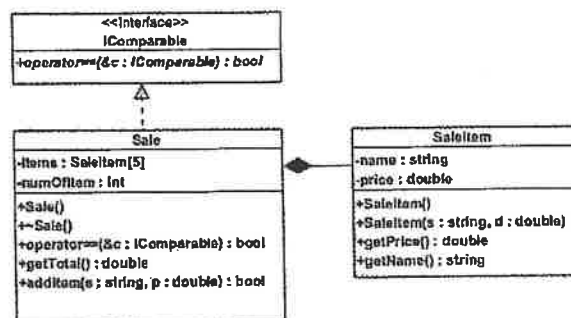 <<Interface>>
IComparable
+operator==(&c : IComparable) : bool
Sale
-items : SaleItem[5]
-numOfItem : int
+Sale()
+~Sale()
+operator==(&c : IComparable) : bool
+getTotal() : double
+addItem(s : string, p : double) : bool
SaleItem
-name : string
-price : double
+SaleItem()
+SaleItem(s : string, d : double)
+getPrice() : double
+getName() : string